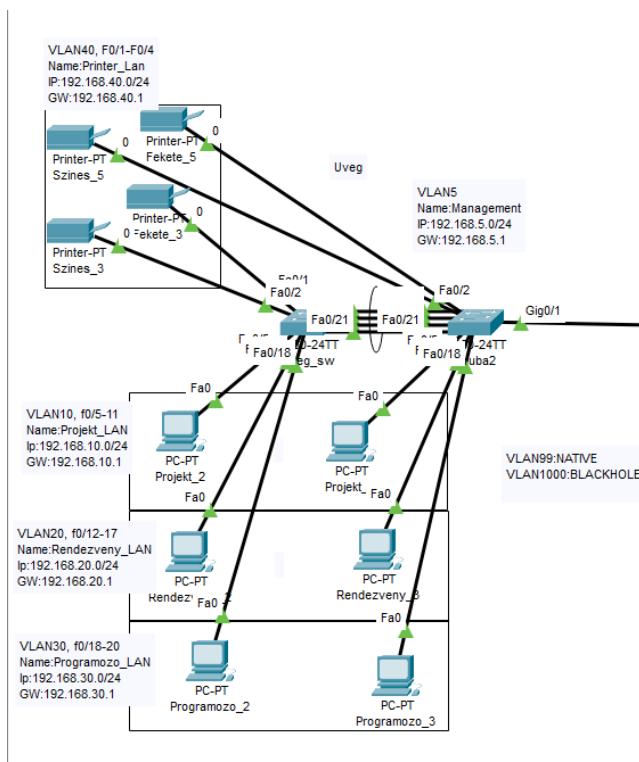 VLAN40, F0/1-F0/4
Name:Printer_Lan
IP:192.168.40.0/24
GW:192.168.40.1
0
Printer-PT
Fekete_5
0
Printer-PT
Szines_5
0
Printer-PT
Fekete_3
0
Printer-PT
Szines_3
Uveg
VLAN5
Name:Management
IP:192.168.5.0/24
GW:192.168.5.1
Fa0/2
Fa0/21
Fa0/18
Fa0/2
Fa0/21
Fa0/18
Gig0/1
VLAN10, f0/5-11
Name:Projekt_LAN
Ip:192.168.10.0/24
GW:192.168.10.1
Fa0
PC-PT
Projekt_2
Fa0
PC-PT
VLAN99:NATIVE
VLAN1000:BLACKHOLE
VLAN20, f0/12-17
Name:Rendezveny_LAN
Ip:192.168.20.0/24
GW:192.168.20.1
Fa0
PC-PT
Fa0
PC-PT
Rendezveny_3
VLAN30, f0/18-20
Name:Programozo_LAN
Ip:192.168.30.0/24
GW:192.168.30.1
Fa0
PC-PT
Programozo_2
Fa0
PC-PT
Programozo_3